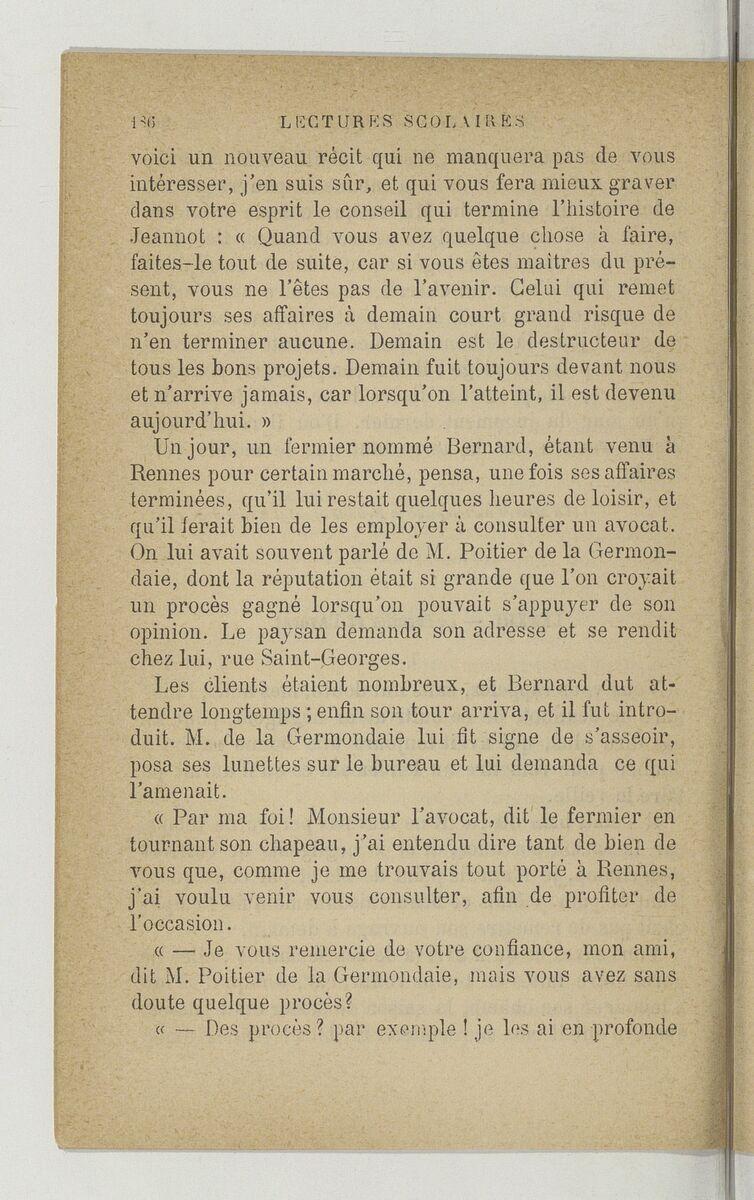 186 LECTURES SCOLAIRES
voici un nouveau récit qui ne manquera pas de vous
intéresser, j'en suis sûr, et qui vous fera mieux graver
dans votre esprit le conseil qui termine l'histoire de
Jeannot : « Quand vous avez quelque chose à faire,
faites-le tout de suite, car si vous êtes maitres du pré-
sent, vous ne l'êtes pas de l'avenir. Celui qui remet
toujours ses affaires à demain court grand risque de
n'en terminer aucune. Demain est le destructeur de
tous les bons projets. Demain fuit toujours devant nous
et n'arrive jamais, car lorsqu'on l'atteint, il est devenu
aujourd'hui. »
Un jour, un fermier nommé Bernard, étant venu à
Rennes pour certain marché, pensa, une fois ses affaires
terminées, qu'il lui restait quelques heures de loisir, et
qu'il ferait bien de les employer à consulter un avocat.
On lui avait souvent parlé de M. Poitier de la Germon-
daie, dont la réputation était si grande que l'on croyait
un procès gagné lorsqu'on pouvait s'appuyer de son
opinion. Le paysan demanda son adresse et se rendit
chez lui, rue Saint-Georges.
Les clients étaient nombreux, et Bernard dut at-
tendre longtemps ; enfin son tour arriva, et il fut intro-
duit. M. de la Germondaie lui fit signe de s'asseoir,
posa ses lunettes sur le bureau et lui demanda ce qui
l'amenait.
« Par ma foi! Monsieur l'avocat, dit le fermier en
tournant son chapeau, j'ai entendu dire tant de bien de
vous que, comme je me trouvais tout porté à Rennes,
j'ai voulu venir vous consulter, afin de profiter de
l'occasion.
« — Je vous remercie de votre confiance, mon ami,
dit M. Poitier de la Germondaie, mais vous avez sans
doute quelque procès?
« — Des procès? par exemple ! je les ai en profonde